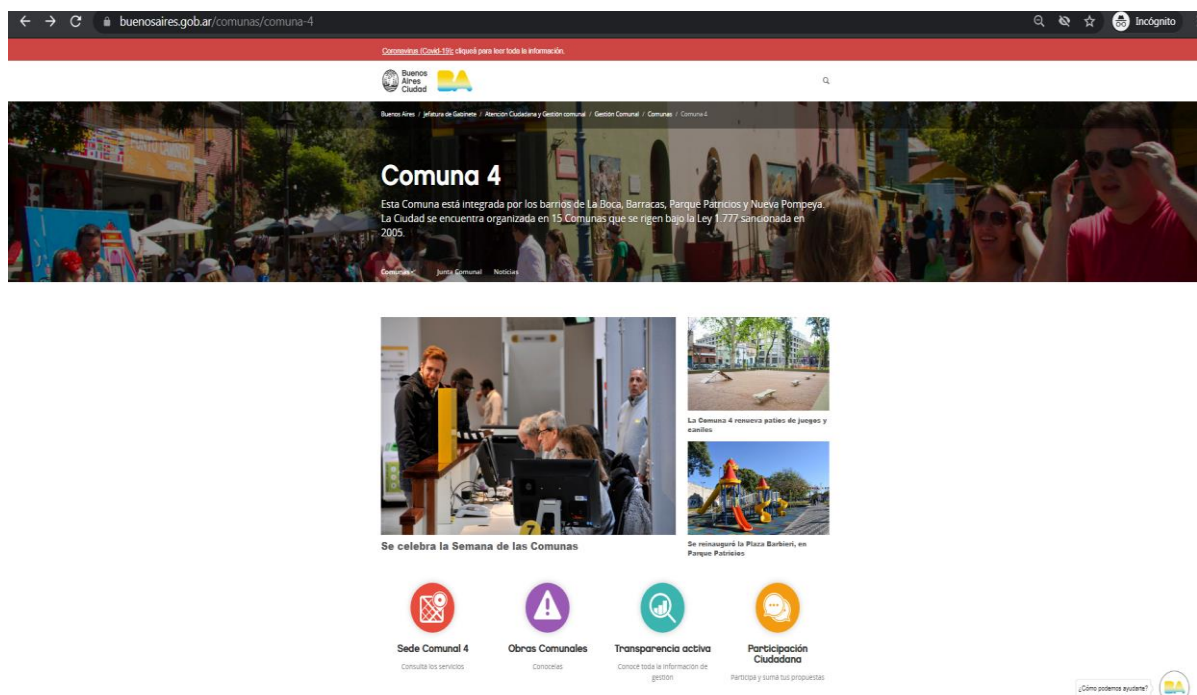 buenosaires.gob.ar/comunas/comuna-4
Incógnito
Coronavirus (Covid-19): cliqueá para leer toda la información.
Buenos
Aires
Ciudad
BA
Buenos Aires / Jefatura de Gabinete / Atención Ciudadana y Gestión comunal / Gestión Comunal / Comunas / Comuna 4
Comuna 4
Esta Comuna está integrada por los barrios de La Boca, Barracas, Parque Patricios y Nueva Pompeya.
La Ciudad se encuentra organizada en 15 Comunas que se rigen bajo la Ley 1.777 sancionada en
2005.
Comunas
Junta Comunal
Noticias
7
Se celebra la Semana de las Comunas
La Comuna 4 renueva patios de juegos y
caniles
Se reinauguró la Plaza Barbieri, en
Parque Patricios
Sede Comunal 4
Consultá los servicios
Obras Comunales
Conocelas
Transparencia activa
Conocé toda la información de
gestión
Participación
Ciudadana
Participá y sumá tus propuestas
¿Cómo podemos ayudarte?
BA